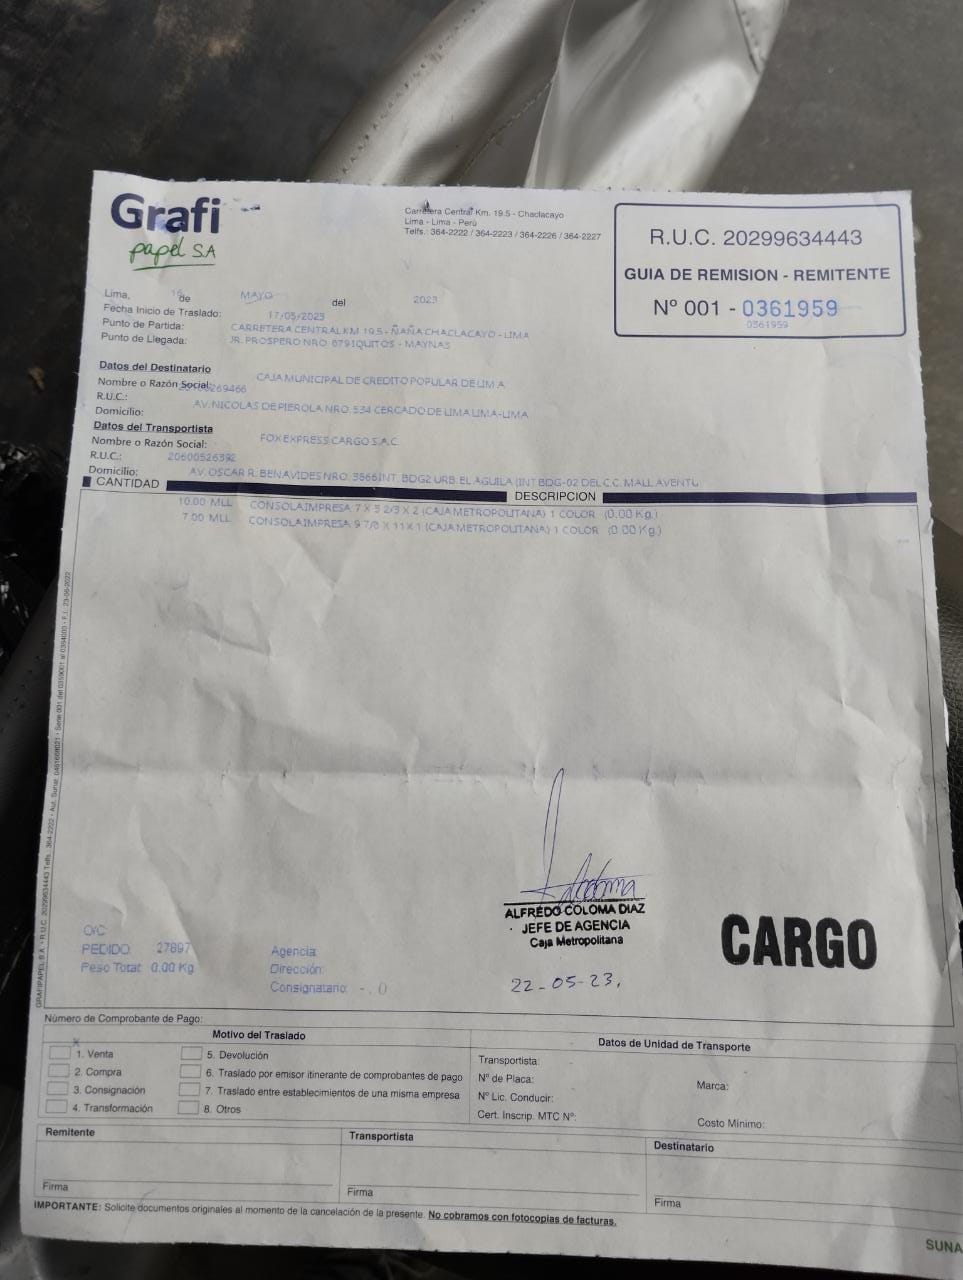 Grafi
papel S.A
Carretera Central Km. 19.5 - Chaclacayo
Lima - Lima - Perú
Telfs.: 364-2222 / 364-2223 / 364-2226 / 364-2227
R.U.C. 20299634443
GUIA DE REMISION - REMITENTE
Nº 001 - 0361959
0361959
Lima, 16 de MAYO del 2023
Fecha Inicio de Traslado: 17/05/2023
Punto de Partida: CARRETERA CENTRAL KM 19.5 - ÑAÑA CHACLACAYO - LIMA
Punto de Llegada: JR. PROSPERO NRO. 679 IQUITOS - MAYNAS
Datos del Destinatario
Nombre o Razón Social: CAJA MUNICIPAL DE CREDITO POPULAR DE LIMA
R.U.C.: 269466
Domicilio: AV. NICOLAS DE PIEROLA NRO. 534 CERCADO DE LIMA LIMA-LIMA
Datos del Transportista
Nombre o Razón Social: FOX EXPRESS CARGO S.A.C.
R.U.C.: 20600526392
Domicilio: AV. OSCAR R. BENAVIDES NRO. 3866 INT. BDG2 URB. EL AGUILA (INT BDG-02 DEL C.C. MALL AVENTU
CANTIDAD DESCRIPCION
10.00 MLL CONSOLA IMPRESA 7 X 3 2/3 X 2 (CAJA METROPOLITANA) 1 COLOR (0.00 Kg.)
7.00 MLL CONSOLA IMPRESA 9 7/8 X 11 X 1 (CAJA METROPOLITANA) 1 COLOR (0.00 Kg.)
ALFREDO COLOMA DIAZ
JEFE DE AGENCIA
Caja Metropolitana
22-05-23.
CARGO
O/C:
PEDIDO 27897
Peso Total: 0.00 Kg.
Agencia:
Dirección:
Consignatario: - . ()
Número de Comprobante de Pago:
Motivo del Traslado
x
1. Venta
2. Compra
3. Consignación
4. Transformación
5. Devolución
6. Traslado por emisor itinerante de comprobantes de pago
7. Traslado entre establecimientos de una misma empresa
8. Otros
Datos de Unidad de Transporte
Transportista:
Nº de Placa:
Marca:
Nº Lic. Conducir:
Cert. Inscrip. MTC Nº:
Costo Mínimo:
Remitente
Firma
Transportista
Firma
Destinatario
Firma
IMPORTANTE: Solicite documentos originales al momento de la cancelación de la presente. No cobramos con fotocopias de facturas.
SUNA